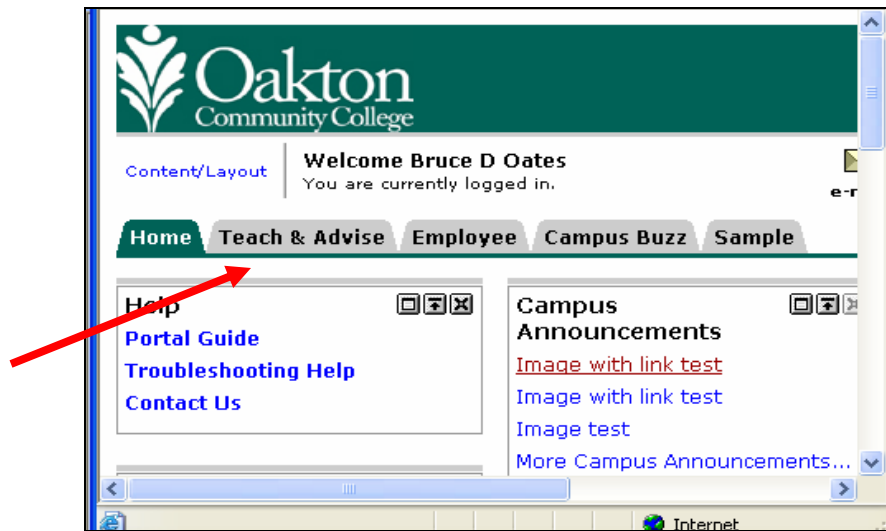 Oakton
Community College
Content/Layout
Welcome Bruce D Oates
You are currently logged in.
Home Teach & Advise Employee Campus Buzz Sample
Help
Portal Guide
Troubleshooting Help
Contact Us
Campus
Announcements
Image with link test
Image with link test
Image test
More Campus Announcements...
Internet